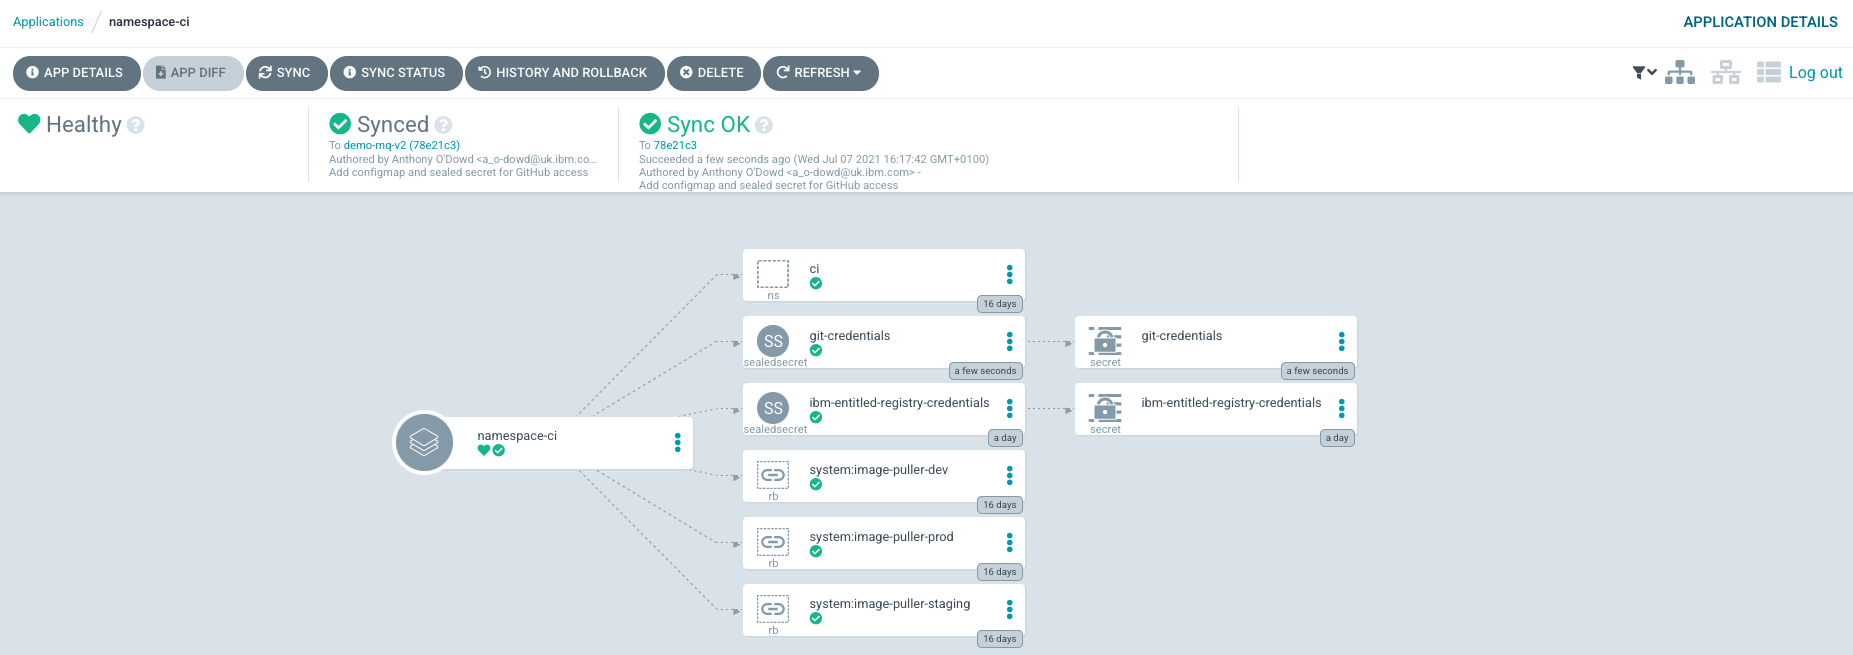 Applications / namespace-ci
APPLICATION DETAILS
APP DETAILS
APP DIFF
SYNC
SYNC STATUS
HISTORY AND ROLLBACK
DELETE
REFRESH
Log out
Healthy
Synced
To demo-mq-v2 (78e21c3)
Authored by Anthony O'Dowd <a_o-dowd@uk.ibm.co...
Add configmap and sealed secret for GitHub access
Sync OK
To 78e21c3
Succeeded a few seconds ago (Wed Jul 07 2021 16:17:42 GMT+0100)
Authored by Anthony O'Dowd <a_o-dowd@uk.ibm.com> -
Add configmap and sealed secret for GitHub access
namespace-ci
ci
ns
16 days
SS
git-credentials
sealedsecret
a few seconds
git-credentials
secret
a few seconds
SS
ibm-entitled-registry-credentials
sealedsecret
a day
ibm-entitled-registry-credentials
secret
a day
system:image-puller-dev
rb
16 days
system:image-puller-prod
rb
16 days
system:image-puller-staging
rb
16 days